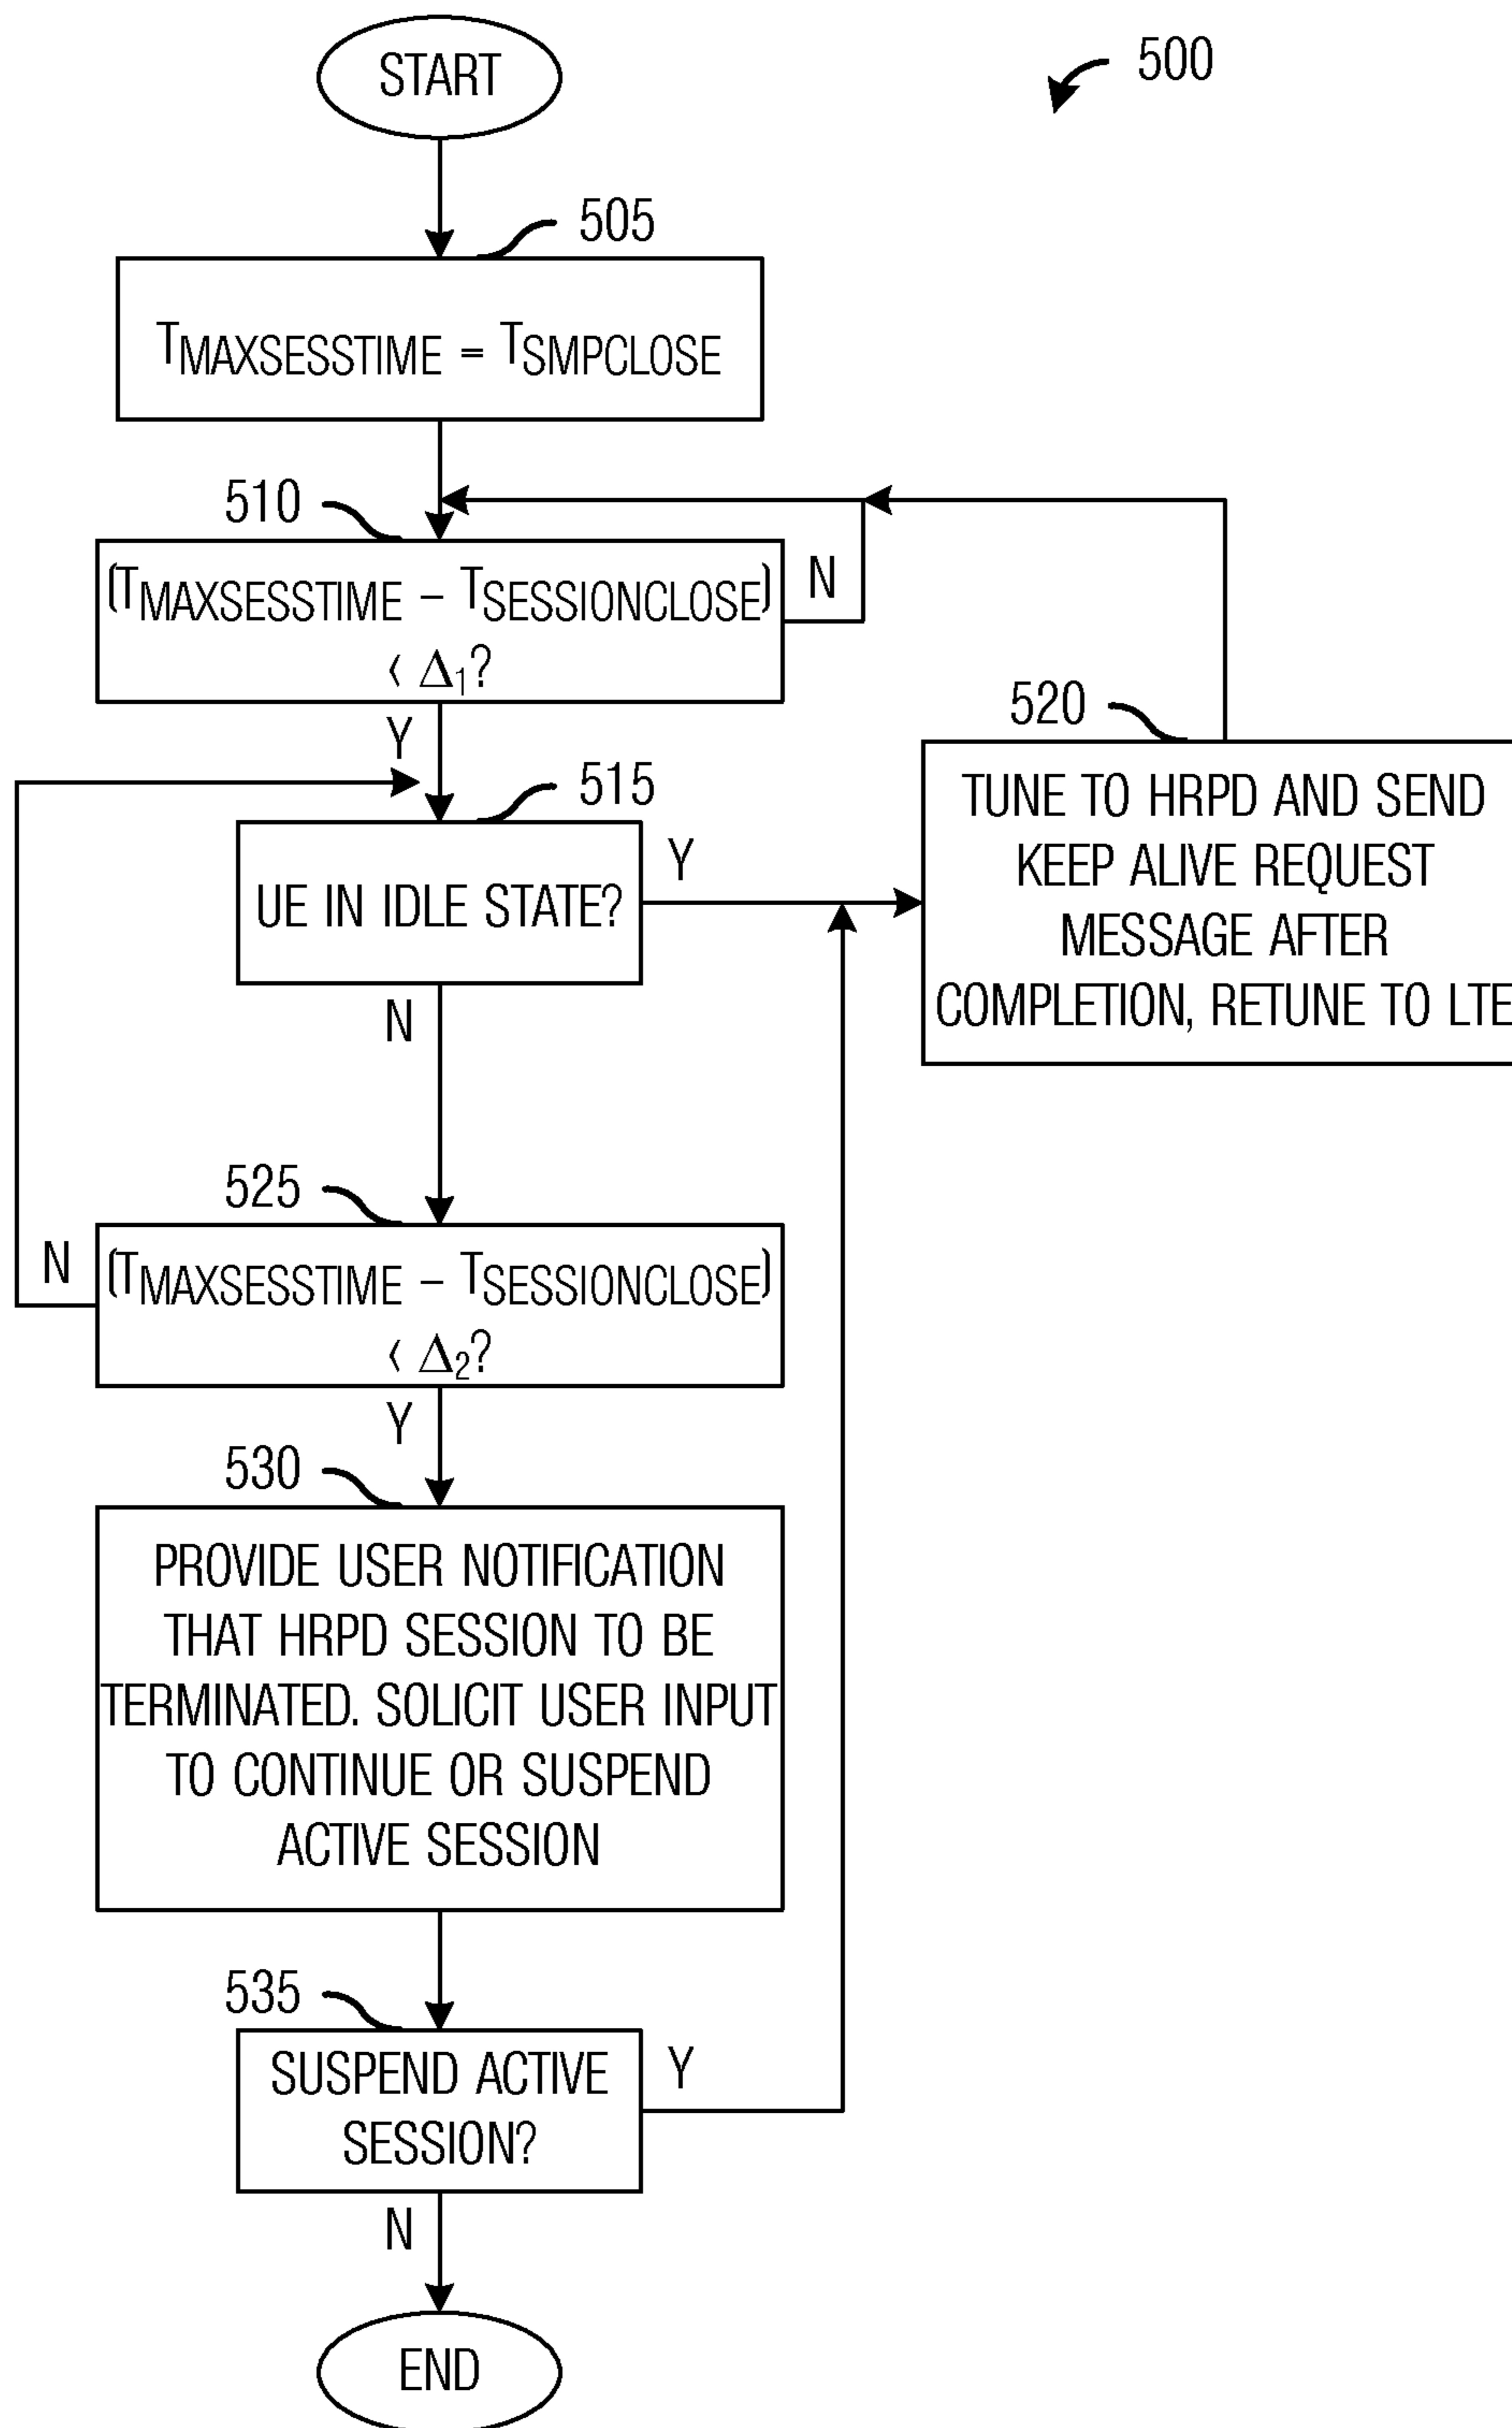 START
500
505
TMAXSESSTIME = TSMPCLOSE
510
(TMAXSESSTIME – TSESSIONCLOSE)
< Δ1?
N
Y
515
UE IN IDLE STATE?
Y
N
520
TUNE TO HRPD AND SEND
KEEP ALIVE REQUEST
MESSAGE AFTER
COMPLETION, RETUNE TO LTE
525
(TMAXSESSTIME – TSESSIONCLOSE)
< Δ2?
N
Y
530
PROVIDE USER NOTIFICATION
THAT HRPD SESSION TO BE
TERMINATED. SOLICIT USER INPUT
TO CONTINUE OR SUSPEND
ACTIVE SESSION
535
SUSPEND ACTIVE
SESSION?
Y
N
END